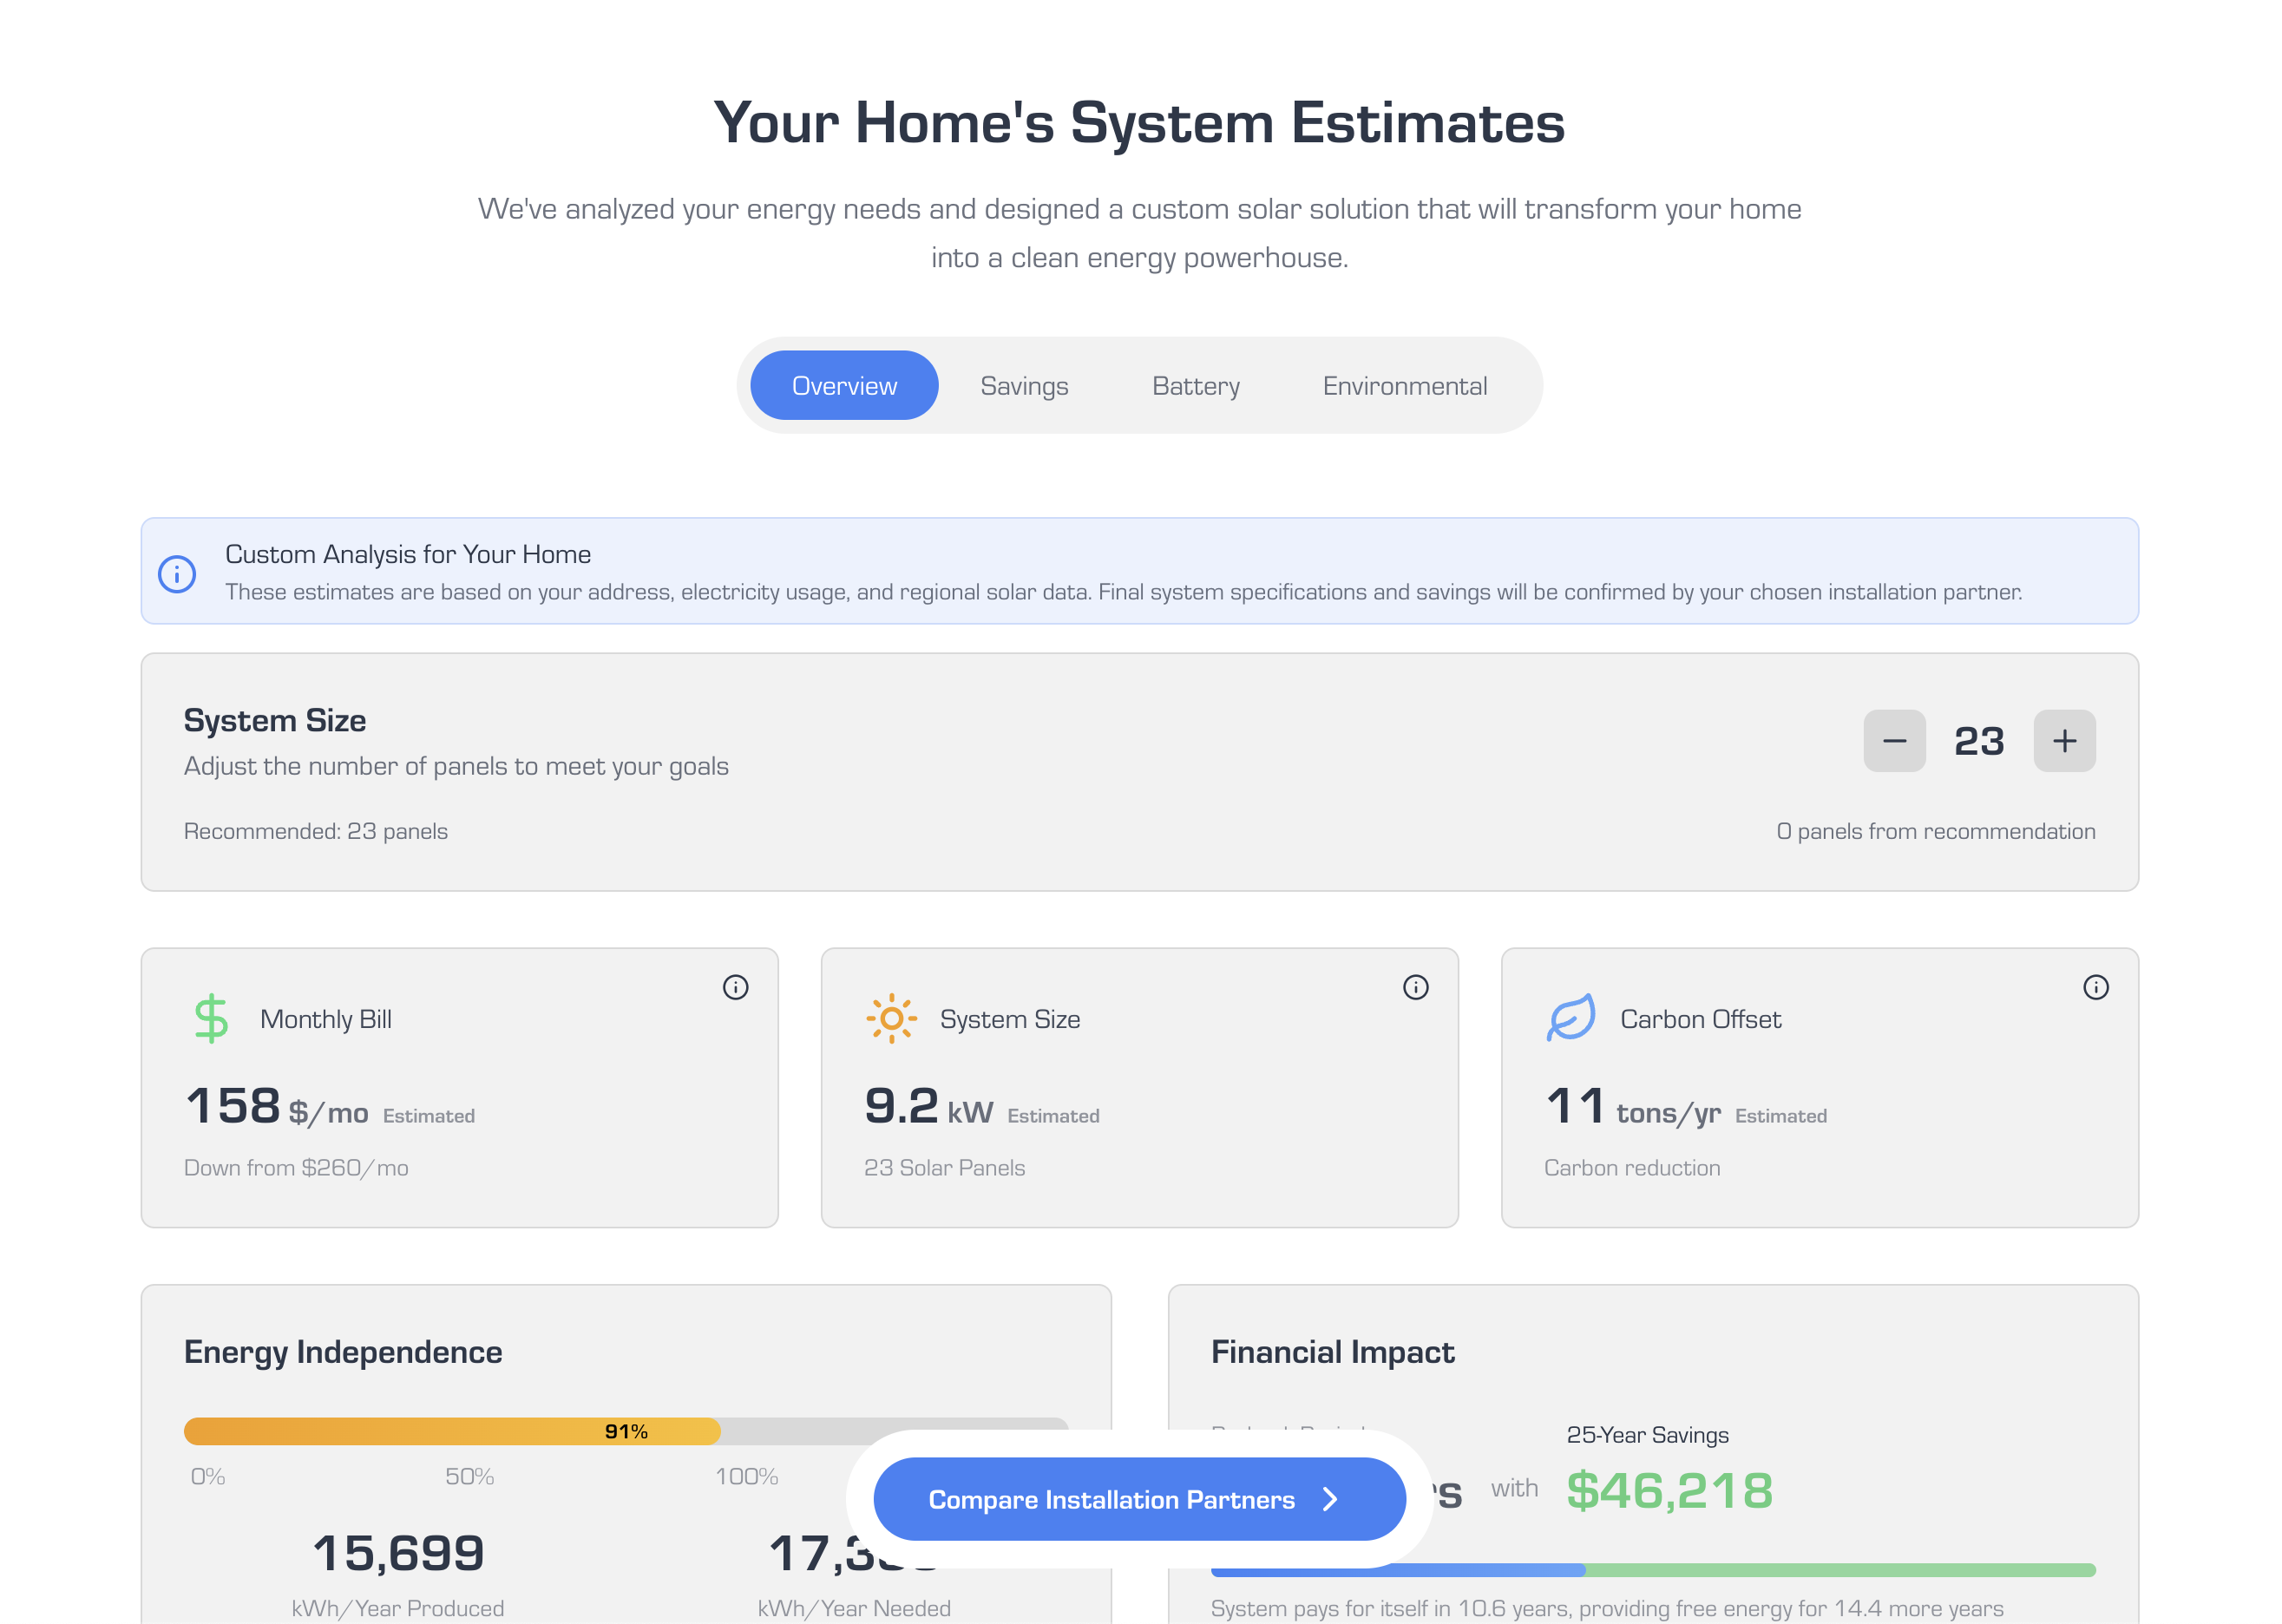 Your Home's System Estimates
We've analyzed your energy needs and designed a custom solar solution that will transform your home
into a clean energy powerhouse.
Overview Savings Battery Environmental
Custom Analysis for Your Home
These estimates are based on your address, electricity usage, and regional solar data. Final system specifications and savings will be confirmed by your chosen installation partner.
System Size
Adjust the number of panels to meet your goals
23
Recommended: 23 panels
0 panels from recommendation
Monthly Bill
158 $/mo Estimated
Down from $260/mo
System Size
9.2 kW Estimated
23 Solar Panels
Carbon Offset
11 tons/yr Estimated
Carbon reduction
Energy Independence
91%
0% 50% 100%
15,699
kWh/Year Produced
kWh/Year Needed
Financial Impact
25-Year Savings
with $46,218
System pays for itself in 10.6 years, providing free energy for 14.4 more years
Compare Installation Partners